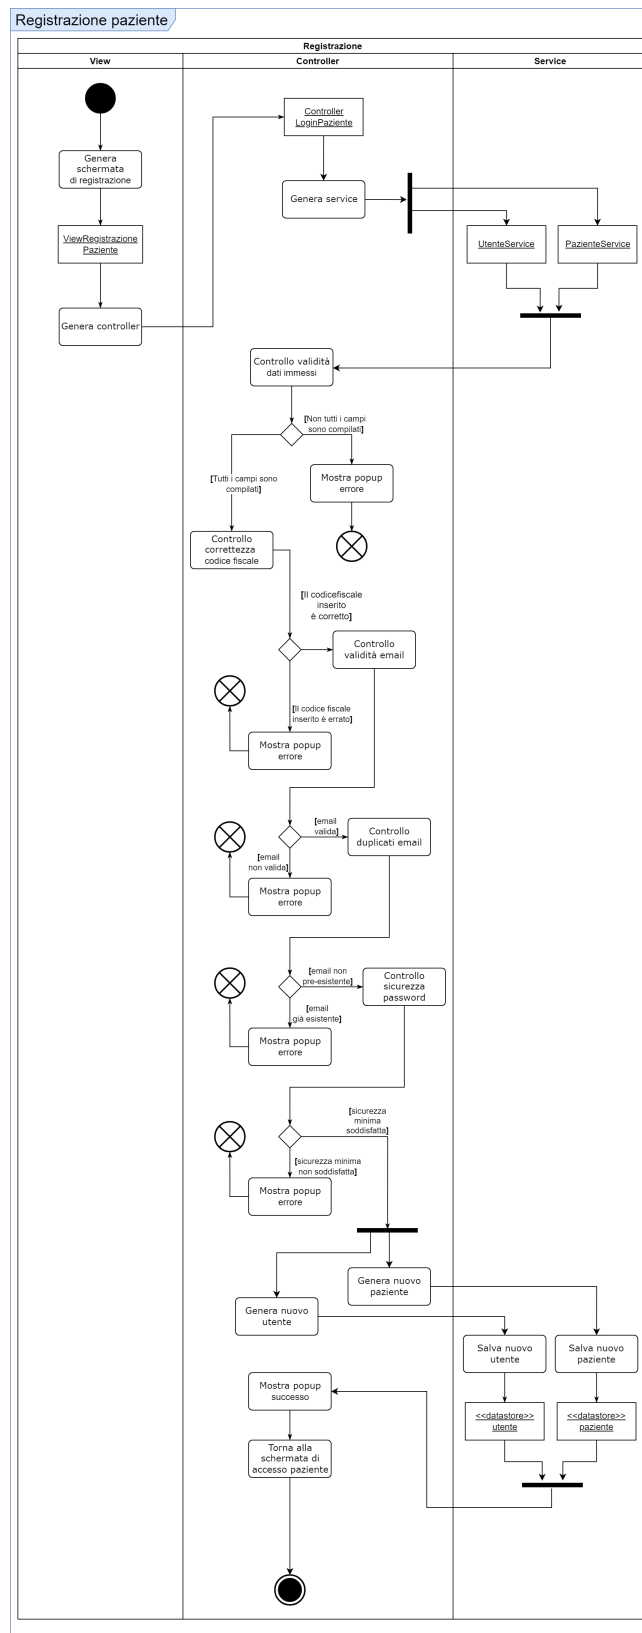 Registrazione paziente
Registrazione
View
Controller
Service
Genera
schermata
di registrazione
ViewRegistrazione
Paziente
Genera controller
Controller
LoginPaziente
Genera service
UtenteService
PazienteService
Controllo validità
dati immessi
[Non tutti i campi
sono compilati]
[Tutti i campi sono
compilati]
Mostra popup
errore
Controllo
correttezza
codice fiscale
[Il codicefiscale
inserito
è corretto]
Controllo
validità email
[Il codice fiscale
inserito è errato]
Mostra popup
errore
[email
valida]
Controllo
duplicati email
[email
non valida]
Mostra popup
errore
[email non
pre-esistente]
Controllo
sicurezza
password
[email
già esistente]
Mostra popup
errore
[sicurezza
minima
soddisfatta]
[sicurezza minima
non soddisfatta]
Mostra popup
errore
Genera nuovo
paziente
Genera nuovo
utente
Salva nuovo
utente
Salva nuovo
paziente
Mostra popup
successo
<<datastore>>
utente
<<datastore>>
paziente
Torna alla
schermata di
accesso paziente